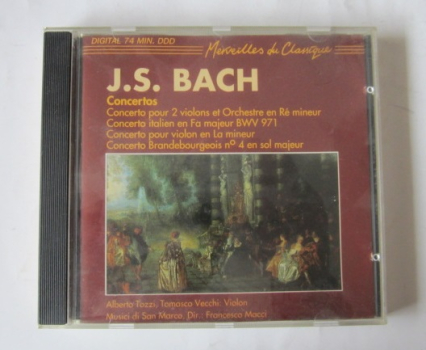 DIGITAL 74 MIN. DDD
Merveilles du Classique
J.S. BACH
Concertos
Concerto pour 2 violons et Orchestre en Ré mineur
Concerto italien en Fa majeur BWV 971
Concerto pour violon en La mineur
Concerto Brandebourgeois nº 4 en sol majeur
Alberto Pozzi, Tomasco Vecchi, Violon
Musici di San Marco, Dir.: Francesco Macci